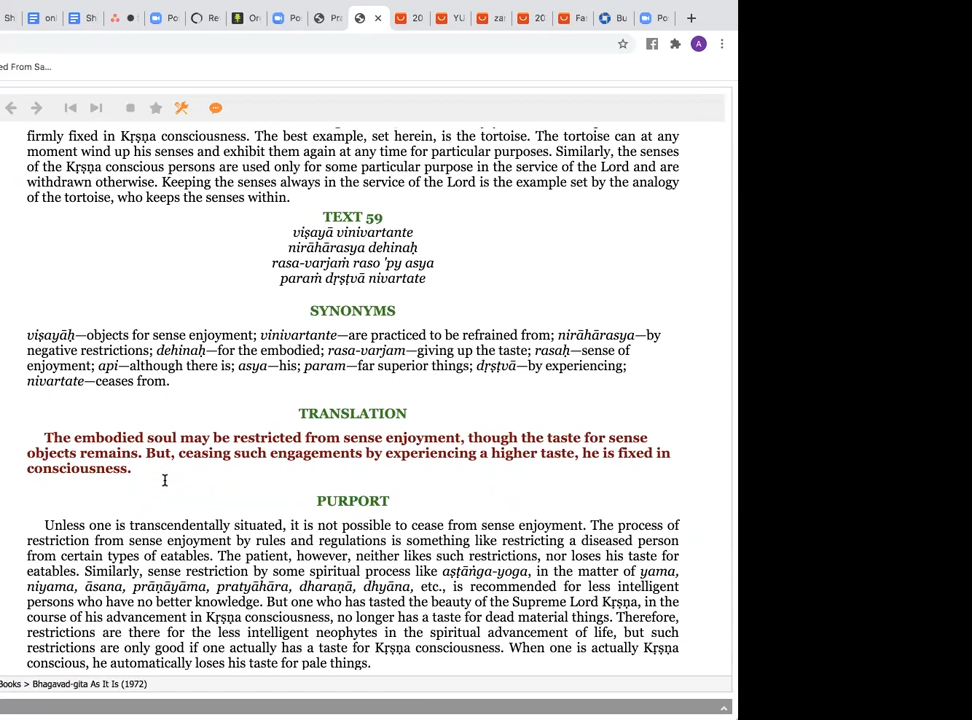 Sh
on
Sh
Po
Re
Or
Po
Pra
20
YU
za
20
Fa
Bu
Po
A
ed From Sa...
firmly fixed in Kṛṣṇa consciousness. The best example, set herein, is the tortoise. The tortoise can at any
moment wind up his senses and exhibit them again at any time for particular purposes. Similarly, the senses
of the Kṛṣṇa conscious persons are used only for some particular purpose in the service of the Lord and are
withdrawn otherwise. Keeping the senses always in the service of the Lord is the example set by the analogy
of the tortoise, who keeps the senses within.
TEXT 59
viṣayā vinivartante
nirāhārasya dehinaḥ
rasa-varjaṁ raso 'py asya
paraṁ dṛṣṭvā nivartate
SYNONYMS
viṣayāḥ—objects for sense enjoyment; vinivartante—are practiced to be refrained from; nirāhārasya—by
negative restrictions; dehinaḥ—for the embodied; rasa-varjam—giving up the taste; rasaḥ—sense of
enjoyment; api—although there is; asya—his; param—far superior things; dṛṣṭvā—by experiencing;
nivartate—ceases from.
TRANSLATION
The embodied soul may be restricted from sense enjoyment, though the taste for sense
objects remains. But, ceasing such engagements by experiencing a higher taste, he is fixed in
consciousness.
PURPORT
Unless one is transcendentally situated, it is not possible to cease from sense enjoyment. The process of
restriction from sense enjoyment by rules and regulations is something like restricting a diseased person
from certain types of eatables. The patient, however, neither likes such restrictions, nor loses his taste for
eatables. Similarly, sense restriction by some spiritual process like aṣṭāṅga-yoga, in the matter of yama,
niyama, āsana, prāṇāyāma, pratyāhāra, dharaṇā, dhyāna, etc., is recommended for less intelligent
persons who have no better knowledge. But one who has tasted the beauty of the Supreme Lord Kṛṣṇa, in the
course of his advancement in Kṛṣṇa consciousness, no longer has a taste for dead material things. Therefore,
restrictions are there for the less intelligent neophytes in the spiritual advancement of life, but such
restrictions are only good if one actually has a taste for Kṛṣṇa consciousness. When one is actually Kṛṣṇa
conscious, he automatically loses his taste for pale things.
Books > Bhagavad-gita As It Is (1972)